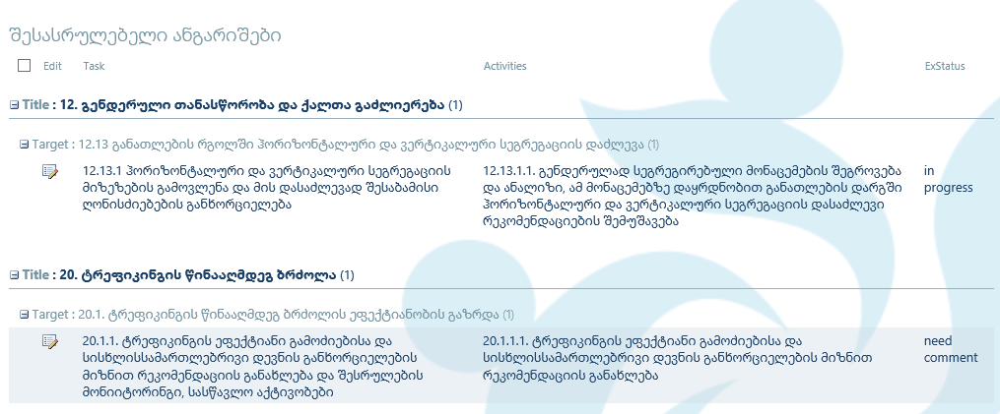 შესასრულებელი ანგარიშები
Edit Task Activities ExStatus
Title : 12. გენდერული თანასწორობა და ქალთა გაძლიერება (1)
Target : 12.13 განათლების რგოლში ჰორიზონტალური და ვერტიკალური სეგრეგაციის დაძლევა (1)
12.13.1 ჰორიზონტალური და ვერტიკალური სეგრეგაციის
მიზეზების გამოვლენა და მის დასაძლევად შესაბამისი
ღონისძიებების განხორციელება
12.13.1.1. გენდერულად სეგრეგირებული მონაცემების შეგროვება
და ანალიზი, ამ მონაცემებზე დაყრდნობით განათლების დარგში
ჰორიზონტალური და ვერტიკალური სეგრეგაციის დასაძლევი
რეკომენდაციების შემუშავება
in
progress
Title : 20. ტრეფიკინგის წინააღმდეგ ბრძოლა (1)
Target : 20.1. ტრეფიკინგის წინააღმდეგ ბრძოლის ეფექტიანობის გაზრდა (1)
20.1.1. ტრეფიკინგის ეფექტიანი გამოძიებისა და
სისხლისსამართლებრივი დევნის განხორციელების
მიზნით რეკომენდაციის განახლება და შესრულების
მონიიტორინგი, სასწავლო აქტივობები
20.1.1.1. ტრეფიკინგის ეფექტიანი გამოძიებისა და
სისხლისსამართლებრივი დევნის განხორციელების მიზნით
რეკომენდაციის განახლება
need
comment